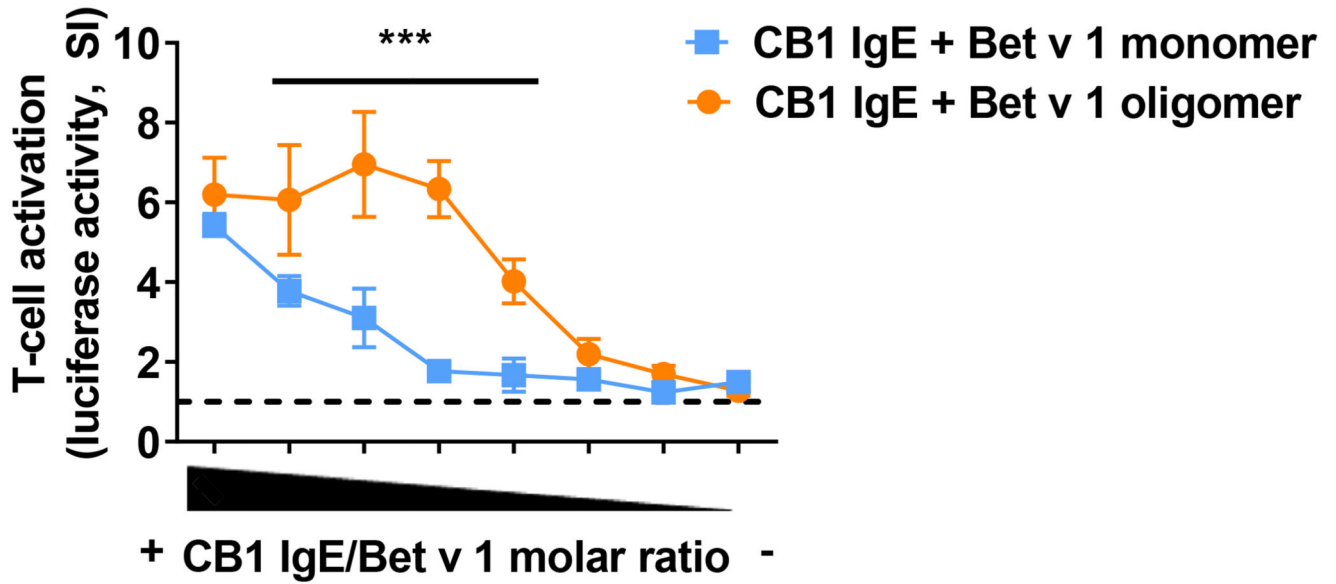 T-cell activation
(luciferase activity, SI)
10
8
6
4
2
0
***
CB1 IgE + Bet v 1 monomer
CB1 IgE + Bet v 1 oligomer
+ CB1 IgE/Bet v 1 molar ratio -